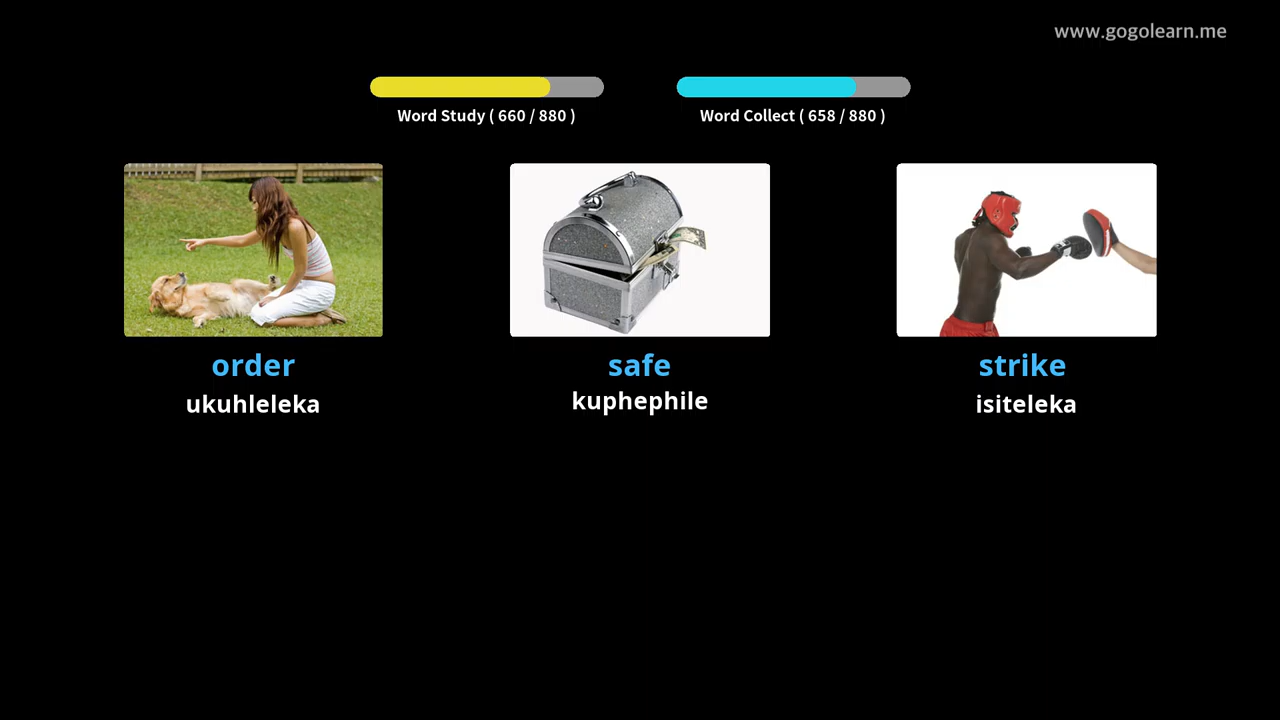 www.gogolearn.me
Word Study ( 660 / 880 )
Word Collect ( 658 / 880 )
order
ukuhleleka
safe
kuphephile
strike
isiteleka